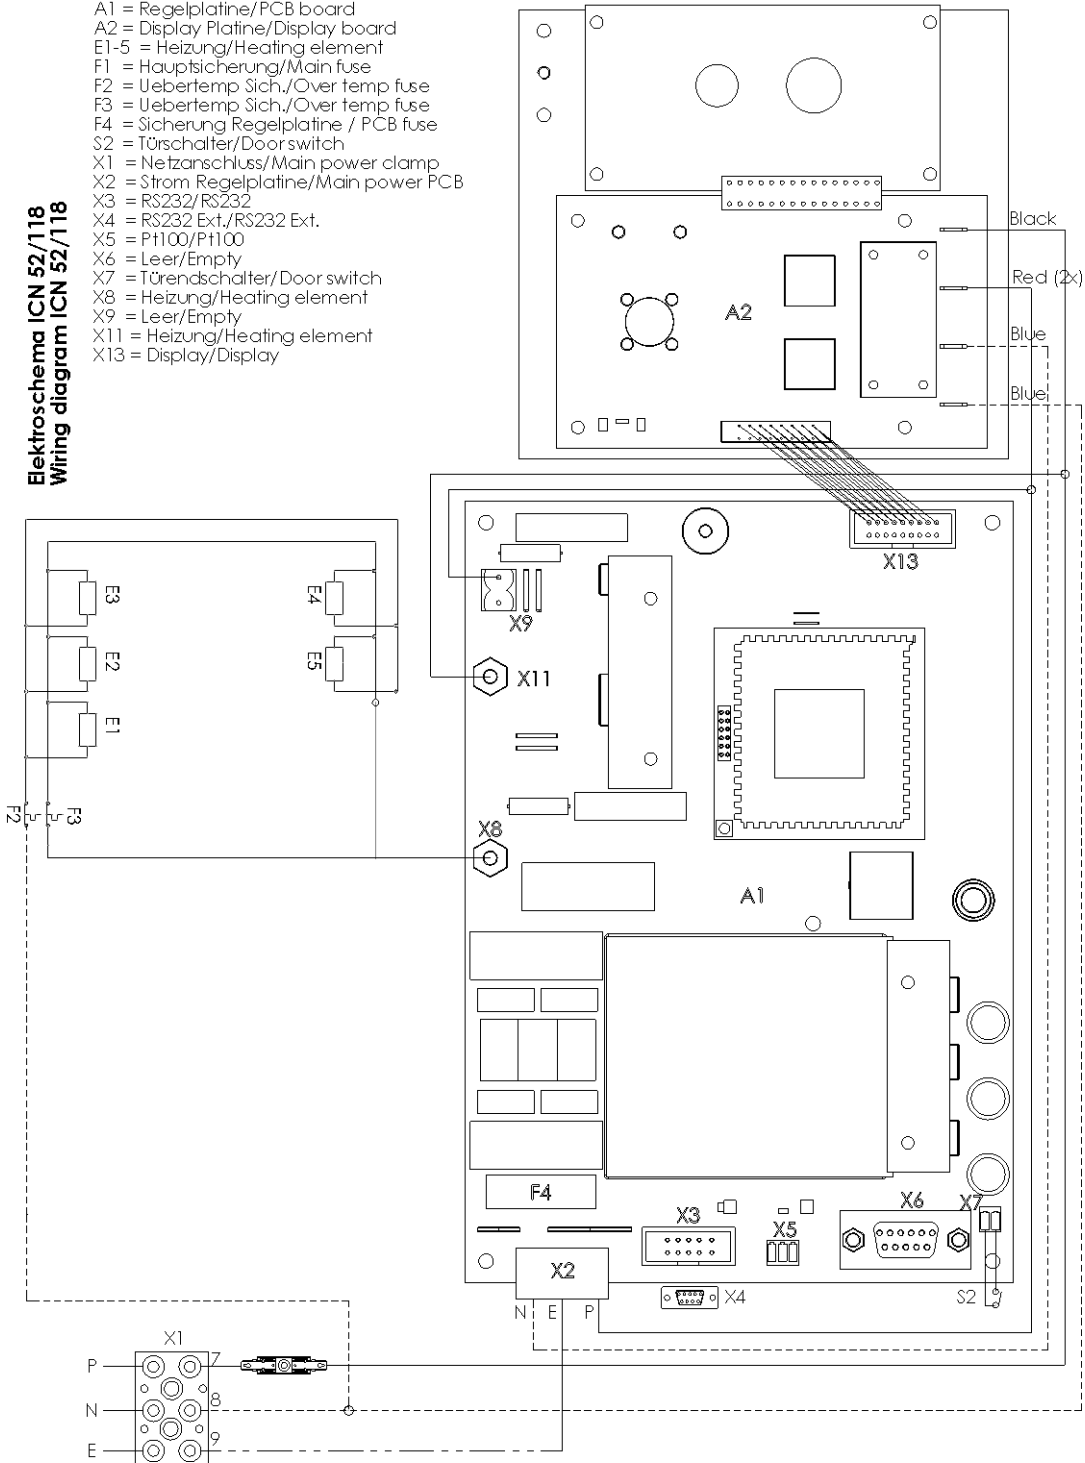 A1 = Regelplatine/PCB board
A2 = Display Platine/Display board
E1-5 = Heizung/Heating element
F1 = Hauptsicherung/Main fuse
F2 = Uebertemp Sich./Over temp fuse
F3 = Uebertemp Sich./Over temp fuse
F4 = Sicherung Regelplatine / PCB fuse
S2 = Türschalter/Door switch
X1 = Netzanschluss/Main power clamp
X2 = Strom Regelplatine/Main power PCB
X3 = RS232/RS232
X4 = RS232 Ext./RS232 Ext.
X5 = Pt100/Pt100
X6 = Leer/Empty
X7 = Türendschalter/Door switch
X8 = Heizung/Heating element
X9 = Leer/Empty
X11 = Heizung/Heating element
X13 = Display/Display
Elektroschema ICN 52/118
Wiring diagram ICN 52/118
Black
Red (2x)
Blue
Blue
A2
X13
X9
X11
X8
A1
E3
E2
E1
E4
E5
F2
F3
F4
X3
X5
X6
X7
X2
N E P
X4
S2
X1
P 7
N 8
E 9